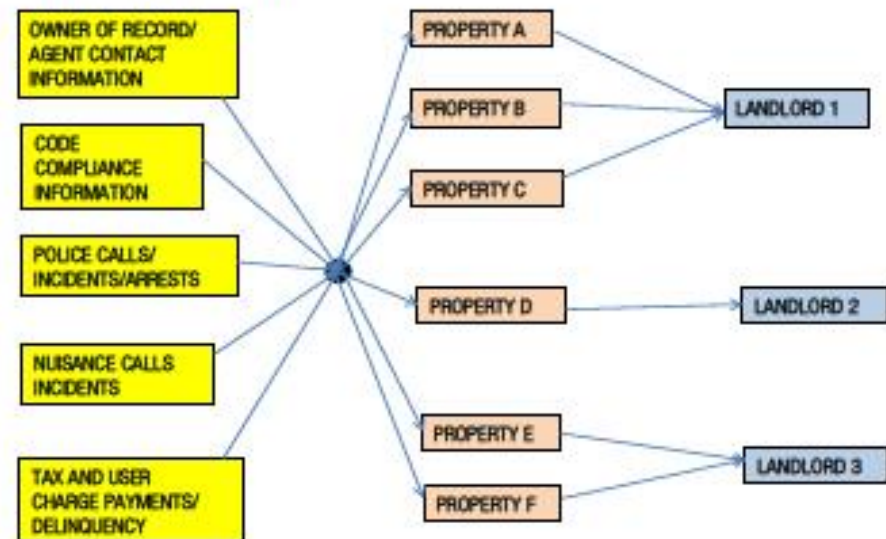 OWNER OF RECORD/
AGENT CONTACT
INFORMATION
CODE
COMPLIANCE
INFORMATION
POLICE CALLS/
INCIDENTS/ARRESTS
NUISANCE CALLS
INCIDENTS
TAX AND USER
CHARGE PAYMENTS/
DELINQUENCY
PROPERTY A
PROPERTY B
PROPERTY C
PROPERTY D
PROPERTY E
PROPERTY F
LANDLORD 1
LANDLORD 2
LANDLORD 3